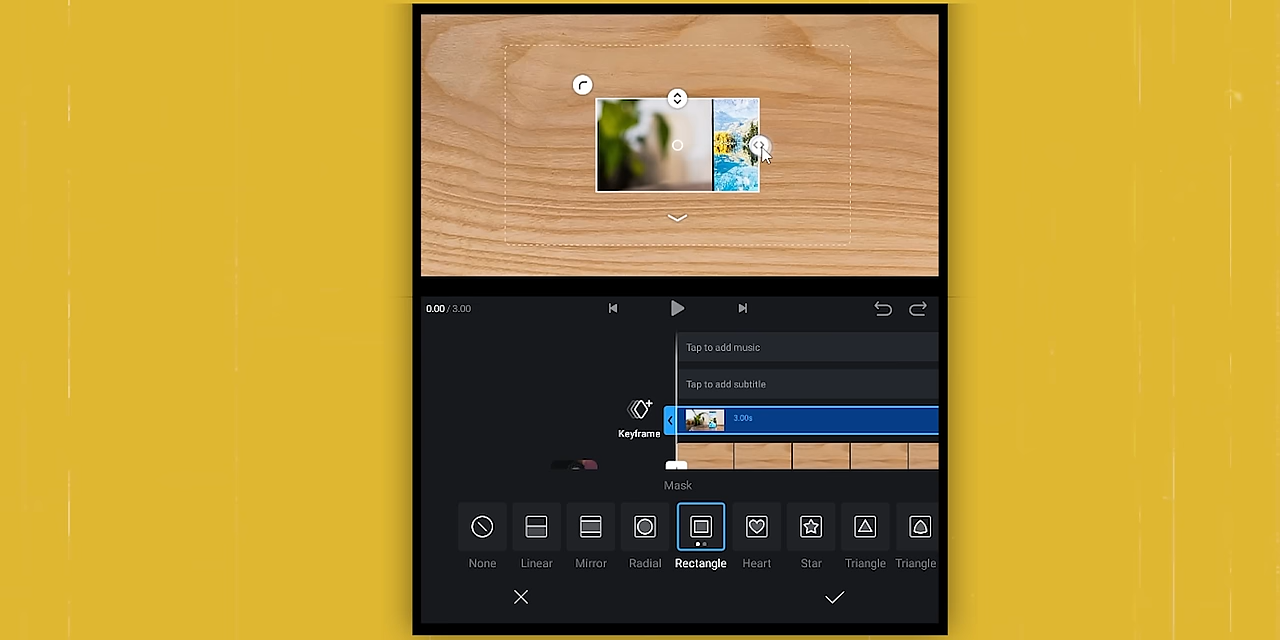 0.00 / 3.00
Tap to add music
Tap to add subtitle
3.00s
Keyframe
Mask
None Linear Mirror Radial Rectangle Heart Star Triangle Triangle